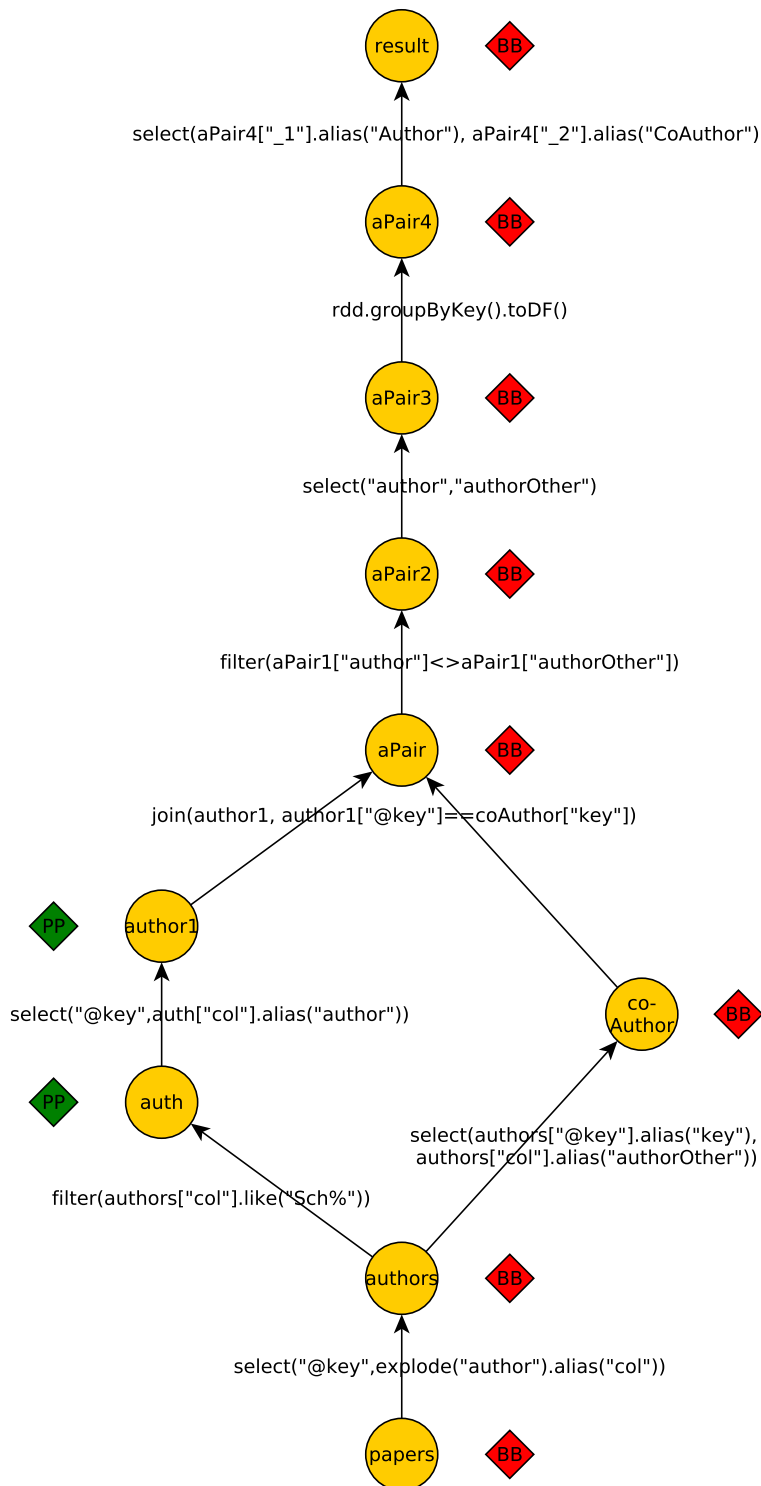 result
BB
select(aPair4["_1"].alias("Author"), aPair4["_2"].alias("CoAuthor")
aPair4
BB
rdd.groupByKey().toDF()
aPair3
BB
select("author","authorOther")
aPair2
BB
filter(aPair1["author"]<>aPair1["authorOther"])
aPair
BB
join(author1, author1["@key"]==coAuthor["key"])
PP
author1
select("@key",auth["col"].alias("author"))
co-
Author
BB
PP
auth
select(authors["@key"].alias("key"),
authors["col"].alias("authorOther"))
filter(authors["col"].like("Sch%"))
authors
BB
select("@key",explode("author").alias("col"))
papers
BB